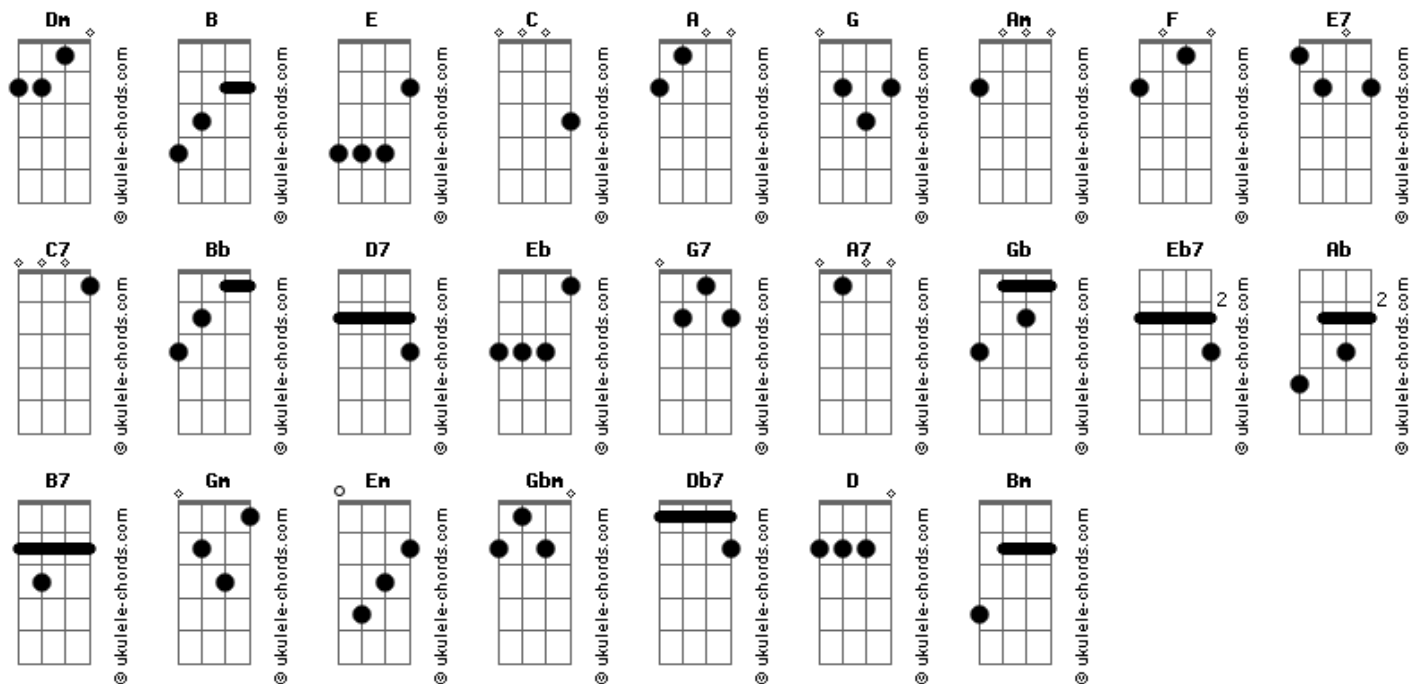 Dm B E C A G Am F E7
© ukulele-chords.com © ukulele-chords.com © ukulele-chords.com © ukulele-chords.com © ukulele-chords.com © ukulele-chords.com © ukulele-chords.com © ukulele-chords.com © ukulele-chords.com
C7 Bb D7 Eb G7 A7 Gb Eb7 Ab
2 2
© ukulele-chords.com © ukulele-chords.com © ukulele-chords.com © ukulele-chords.com © ukulele-chords.com © ukulele-chords.com © ukulele-chords.com © ukulele-chords.com © ukulele-chords.com
B7 Gm Em Gbm Db7 D Bm
© ukulele-chords.com © ukulele-chords.com © ukulele-chords.com © ukulele-chords.com © ukulele-chords.com © ukulele-chords.com © ukulele-chords.com